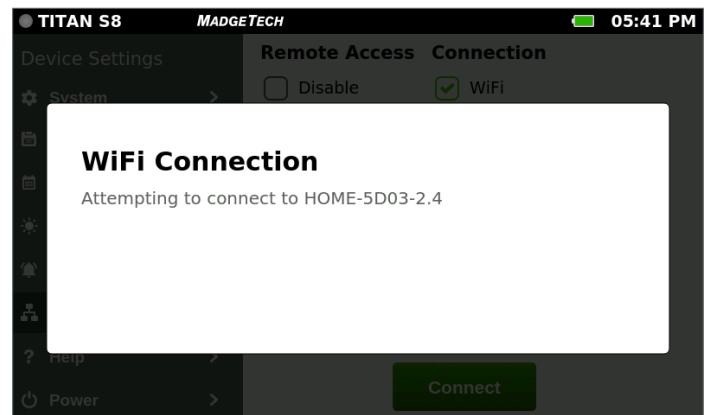 TITAN S8 MADGETECH 05:41 PM
Device Settings
Remote Access Connection
System > Disable WiFi
WiFi Connection
Attempting to connect to HOME-5D03-2.4
? Help >
Power > Connect